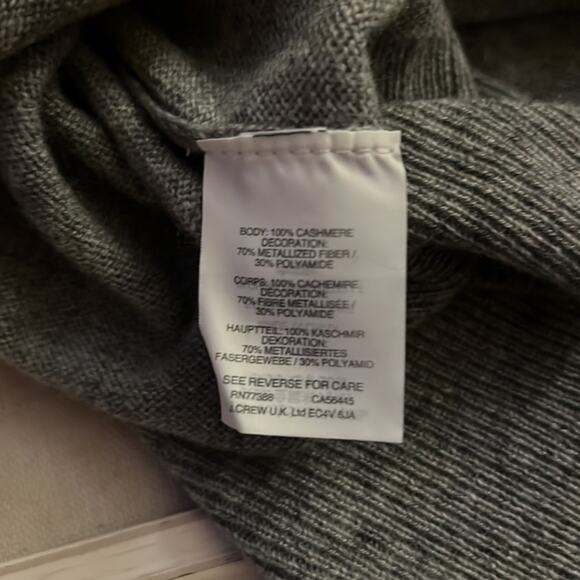 BODY: 100% CASHMERE
DECORATION:
70% METALLIZED FIBER /
30% POLYAMIDE
CORPS: 100% CACHEMIRE,
DECORATION:
70% FIBRE METALLISÉE /
30% POLYAMIDE
HAUPTTEIL: 100% KASCHMIR
DEKORATION:
70% METALLISIERTES
FASERGEWEBE / 30% POLYAMID
SEE REVERSE FOR CARE
RN77388 CA56445
J.CREW U.K. Ltd EC4V 6JA